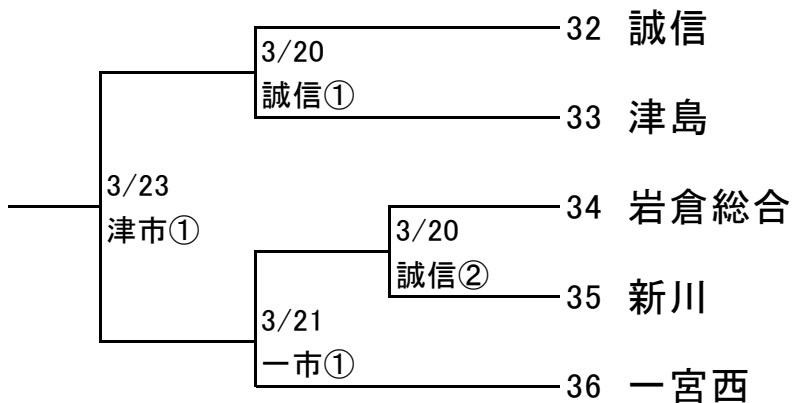 32 誠信
3/20
誠信①
33 津島
3/23
津市①
34 岩倉総合
3/20
誠信②
35 新川
3/21
一市①
36 一宮西